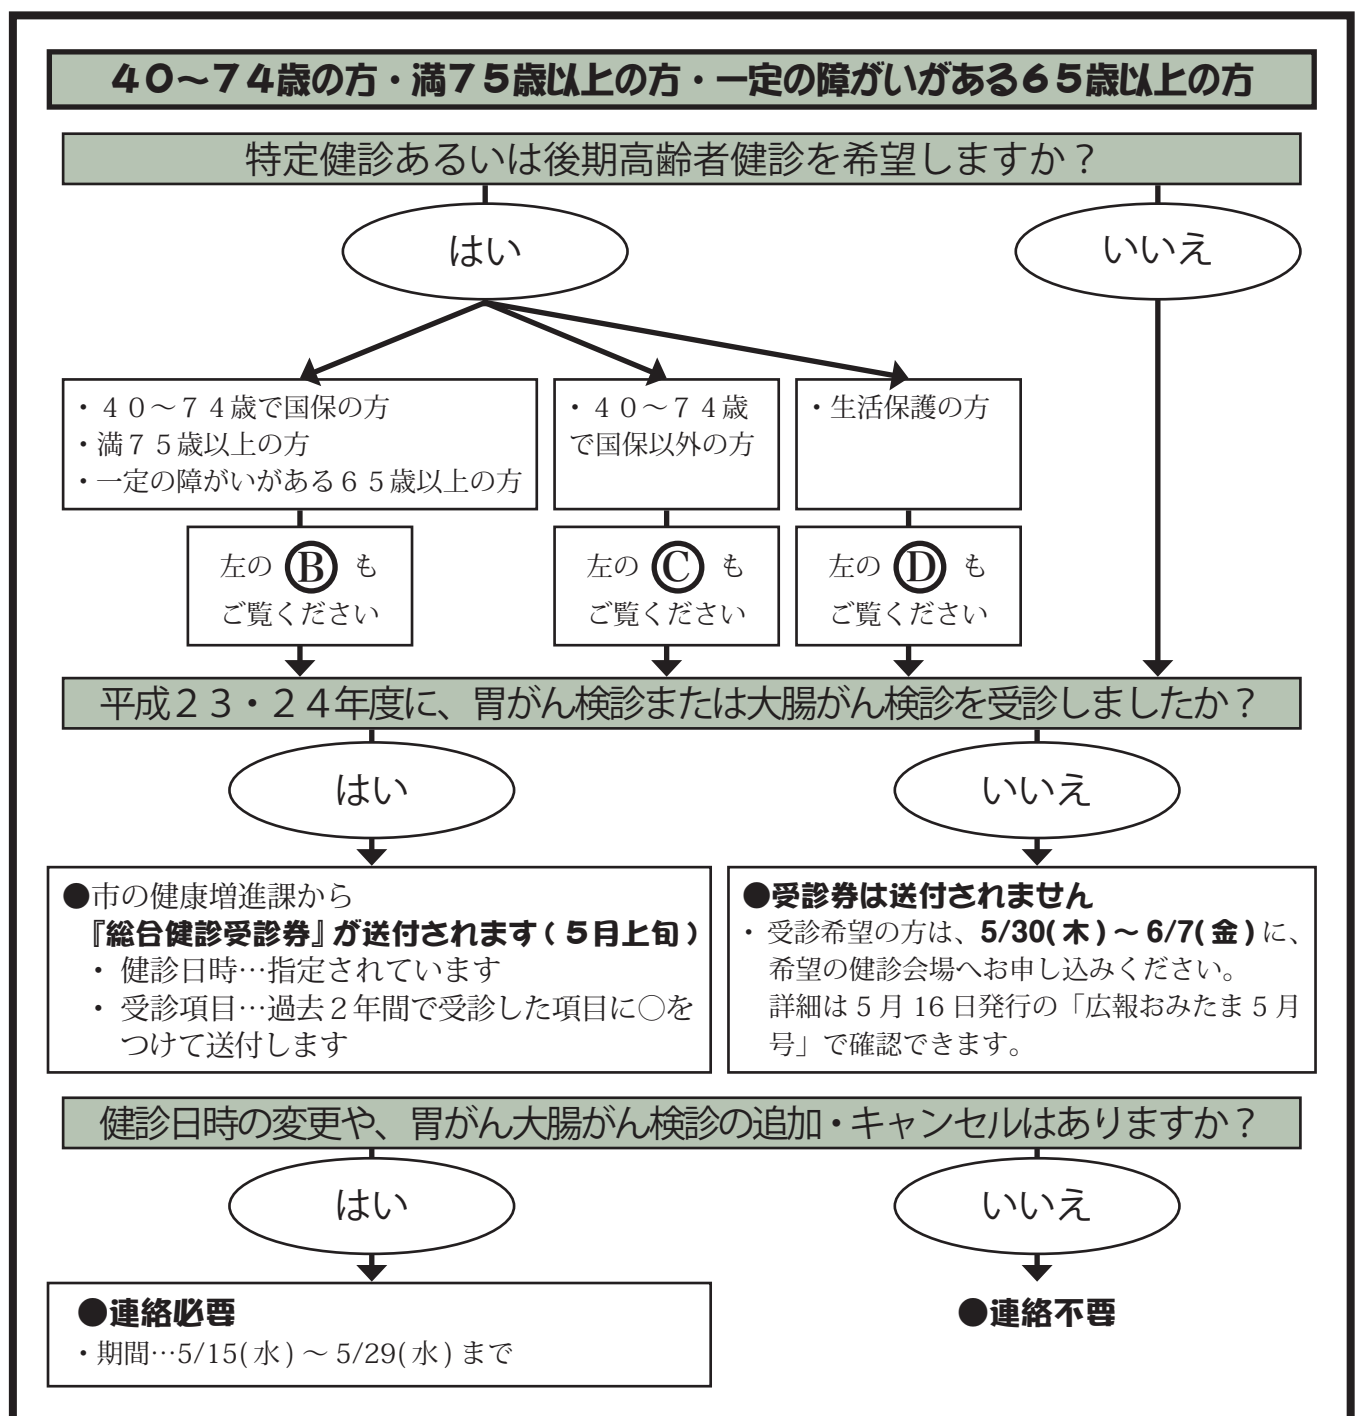 40～74歳の方・満75歳以上の方・一定の障がいがある65歳以上の方
特定健診あるいは後期高齢者健診を希望しますか？
はい
いいえ
・４０～７４歳で国保の方
・満７５歳以上の方
・一定の障がいがある６５歳以上の方
・４０～７４歳
で国保以外の方
・生活保護の方
左の Ⓑ も
ご覧ください
左の Ⓒ も
ご覧ください
左の Ⓓ も
ご覧ください
平成２３・２４年度に、胃がん検診または大腸がん検診を受診しましたか？
はい
いいえ
●市の健康増進課から
『総合健診受診券』が送付されます（５月上旬）
・ 健診日時…指定されています
・ 受診項目…過去２年間で受診した項目に○を
つけて送付します
●受診券は送付されません
・ 受診希望の方は、5/30(木)～6/7(金)に、
希望の健診会場へお申し込みください。
詳細は 5 月 16 日発行の「広報おみたま 5 月
号」で確認できます。
健診日時の変更や、胃がん大腸がん検診の追加・キャンセルはありますか？
はい
いいえ
●連絡必要
・期間…5/15(水)～5/29(水)まで
●連絡不要